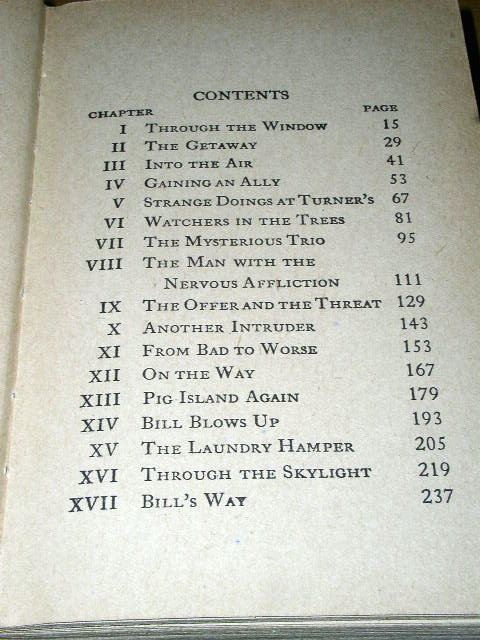 CONTENTS
CHAPTER PAGE
I THROUGH THE WINDOW 15
II THE GETAWAY 29
III INTO THE AIR 41
IV GAINING AN ALLY 53
V STRANGE DOINGS AT TURNER'S 67
VI WATCHERS IN THE TREES 81
VII THE MYSTERIOUS TRIO 95
VIII THE MAN WITH THE
NERVOUS AFFLICTION 111
IX THE OFFER AND THE THREAT 129
X ANOTHER INTRUDER 143
XI FROM BAD TO WORSE 153
XII ON THE WAY 167
XIII PIG ISLAND AGAIN 179
XIV BILL BLOWS UP 193
XV THE LAUNDRY HAMPER 205
XVI THROUGH THE SKYLIGHT 219
XVII BILL'S WAY 237